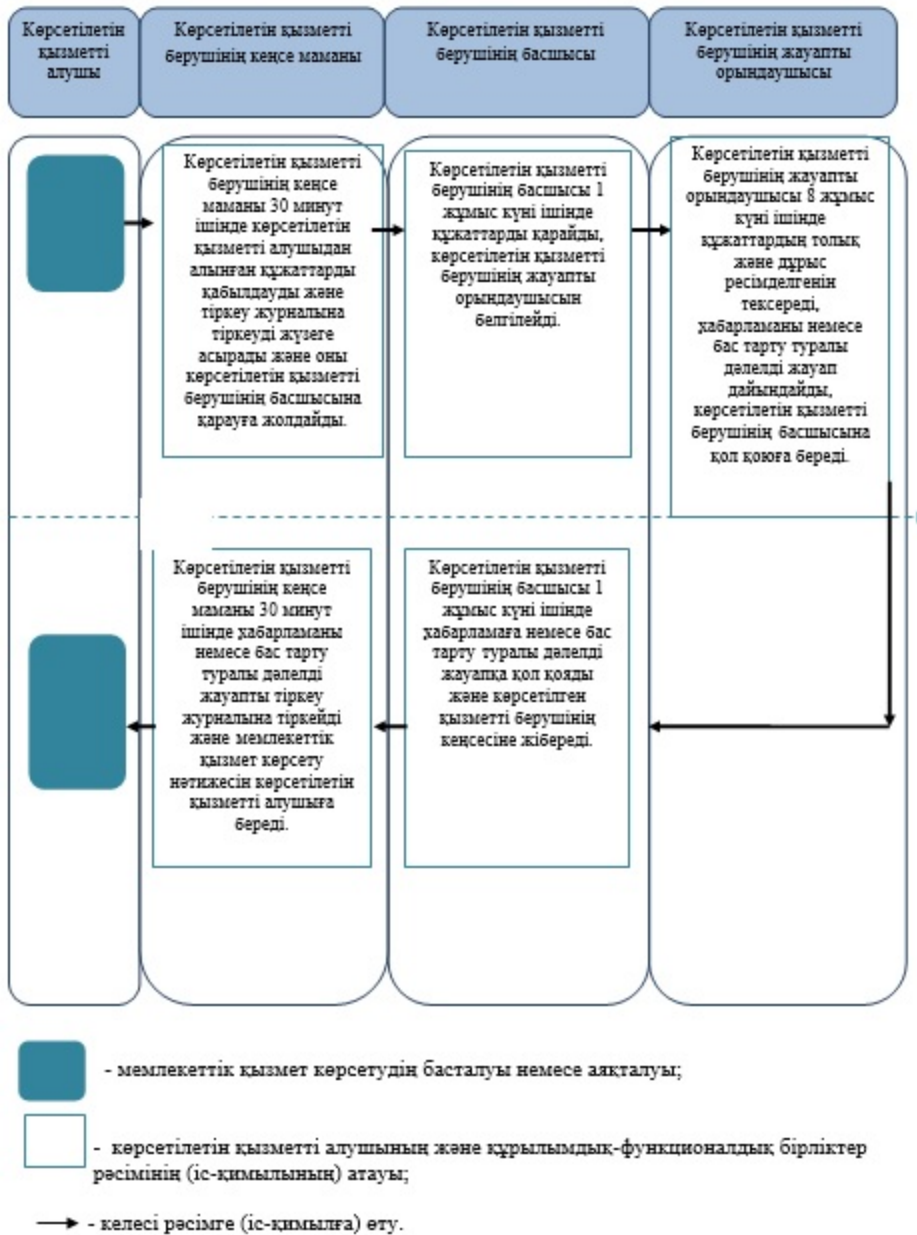 Көрсетілетін
қызметті
алушы
Көрсетілетін қызметті
берушінің кеңсе маманы
Көрсетілетін қызметті
берушінің басшысы
Көрсетілетін қызметті
берушінің жауапты
орындаушысы
Көрсетілетін қызметті
берушінің кеңсе
маманы 30 минут
ішінде көрсетілетін
қызметті алушыдан
алынған құжаттарды
қабылдауды және
тіркеу журналына
тіркеуді жүзеге
асырады және оны
көрсетілетін қызметті
берушінің басшысына
қарауға жолдайды.
Көрсетілетін қызметті
берушінің басшысы 1
жұмыс күні ішінде
құжаттарды қарайды,
көрсетілетін қызметті
берушінің жауапты
орындаушысын
белгілейді.
Көрсетілетін қызметті
берушінің жауапты
орындаушысы 8 жұмыс
күні ішінде
құжаттардың толық
және дұрыс
ресімделгенін
тексереді,
хабарламаны немесе
бас тарту туралы
дәлелді жауап
дайындайды,
көрсетілетін қызметті
берушінің басшысына
қол қоюға береді.
Көрсетілетін қызметті
берушінің кеңсе
маманы 30 минут
ішінде хабарламаны
немесе бас тарту
туралы дәлелді
жауапты тіркеу
журналына тіркейді
және мемлекеттік
қызмет көрсету
нәтижесін көрсетілетін
қызметті алушыға
береді.
Көрсетілетін қызметті
берушінің басшысы 1
жұмыс күні ішінде
хабарламаға немесе бас
тарту туралы дәлелді
жауапқа қол қояды
және көрсетілген
қызметті берушінің
кеңсесіне жібереді.
- мемлекеттік қызмет көрсетудің басталуы немесе аяқталуы;
- көрсетілетін қызметті алушының және құрылымдық-функционалдық бірліктер
рәсімінің (іс-қимылының) атауы;
- келесі рәсімге (іс-қимылға) өту.